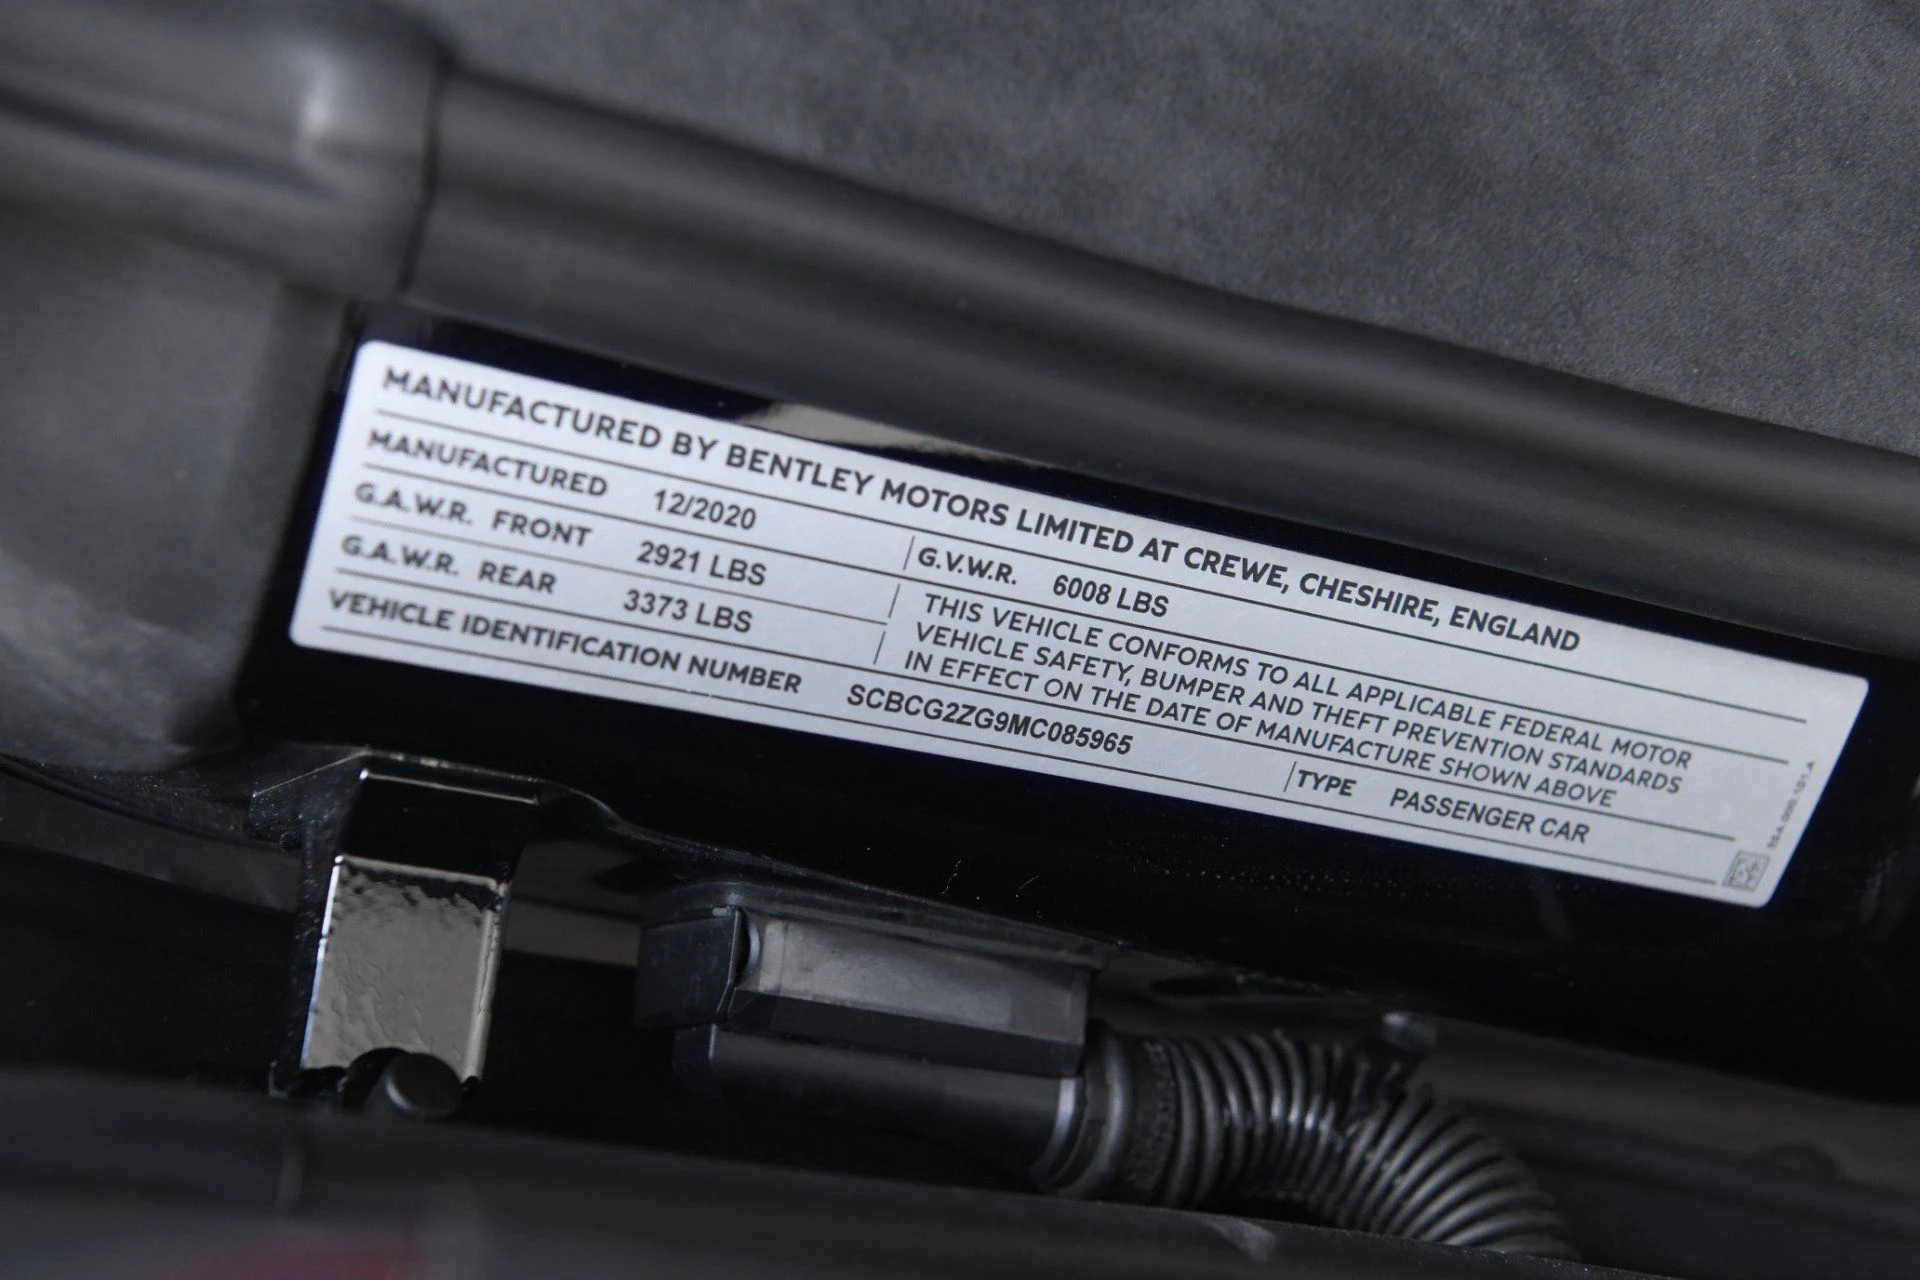 MANUFACTURED BY BENTLEY MOTORS LIMITED AT CREWE, CHESHIRE, ENGLAND
MANUFACTURED 12/2020 G.V.W.R. 6008 LBS
G.A.W.R. FRONT 2921 LBS
G.A.W.R. REAR 3373 LBS
THIS VEHICLE CONFORMS TO ALL APPLICABLE FEDERAL MOTOR
VEHICLE SAFETY, BUMPER AND THEFT PREVENTION STANDARDS
IN EFFECT ON THE DATE OF MANUFACTURE SHOWN ABOVE
VEHICLE IDENTIFICATION NUMBER SCBCG2ZG9MC085965 TYPE PASSENGER CAR